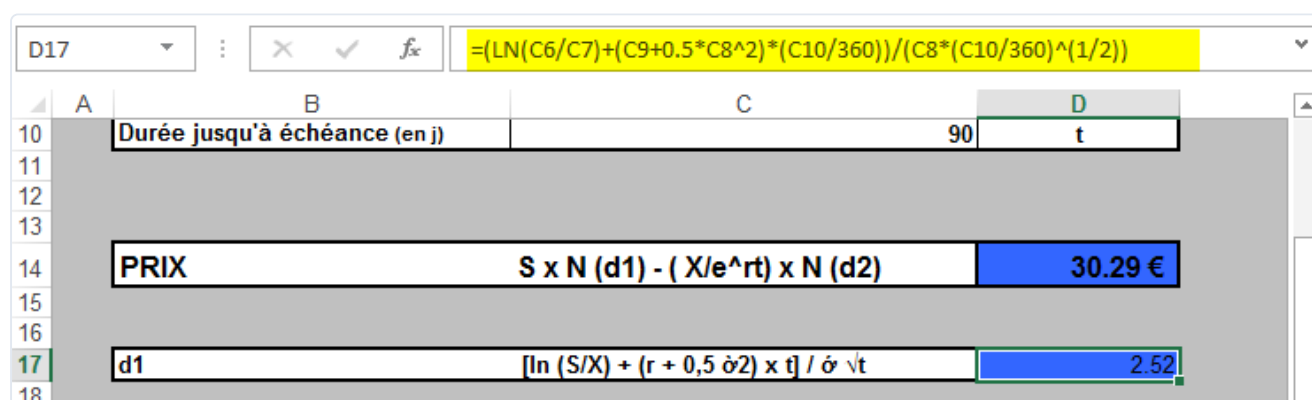 D17 fx =(LN(C6/C7)+(C9+0.5*C8^2)*(C10/360))/(C8*(C10/360)^(1/2))
A B C D
10 Durée jusqu'à échéance (en j) 90 t
11
12
13
14 PRIX S x N (d1) - ( X/e^rt) x N (d2) 30.29 €
15
16
17 d1 [ln (S/X) + (r + 0,5 ờ2) x t] / ớ √t 2.52
18